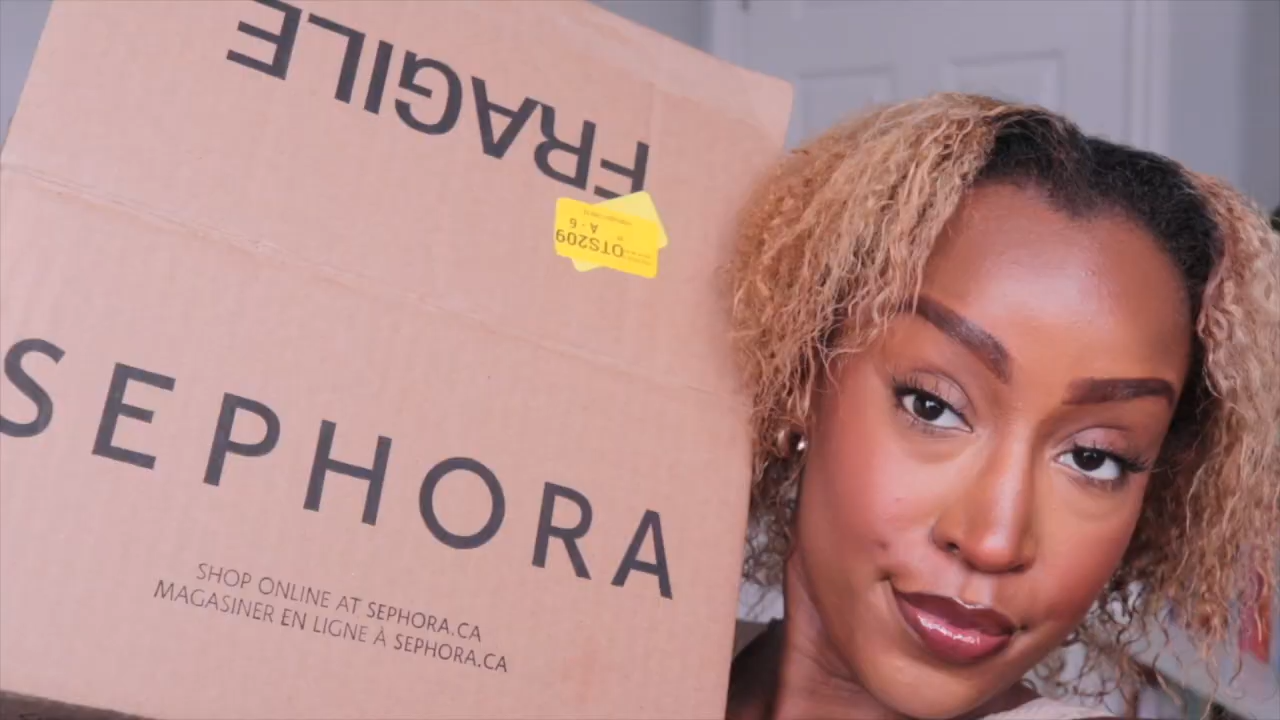 FRAGILE
OTS209
A - 6
SEPHORA
SHOP ONLINE AT SEPHORA.CA
MAGASINER EN LIGNE À SEPHORA.CA